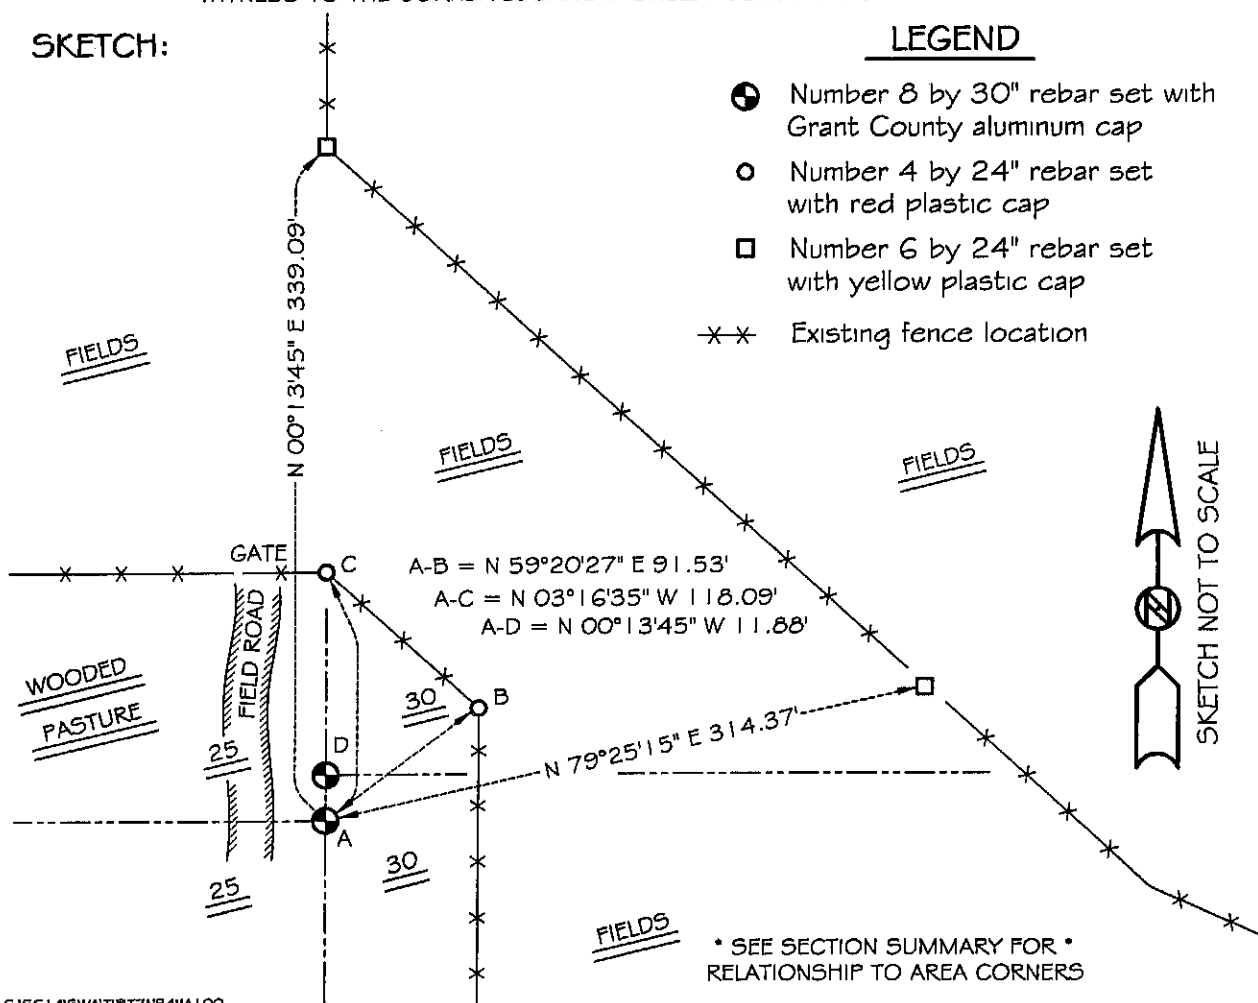 SKETCH:
LEGEND
Number 8 by 30" rebar set with
Grant County aluminum cap
Number 4 by 24" rebar set
with red plastic cap
Number 6 by 24" rebar set
with yellow plastic cap
Existing fence location
N 00°13'45" E 339.09'
FIELDS
FIELDS
FIELDS
SKETCH NOT TO SCALE
N
GATE
C
A-B = N 59°20'27" E 91.53'
A-C = N 03°16'35" W 118.09'
A-D = N 00°13'45" W 11.88'
FIELD ROAD
WOODED
PASTURE
30
B
25
D
N 79°25'15" E 314.37'
A
30
25
FIELDS
* SEE SECTION SUMMARY FOR *
RELATIONSHIP TO AREA CORNERS